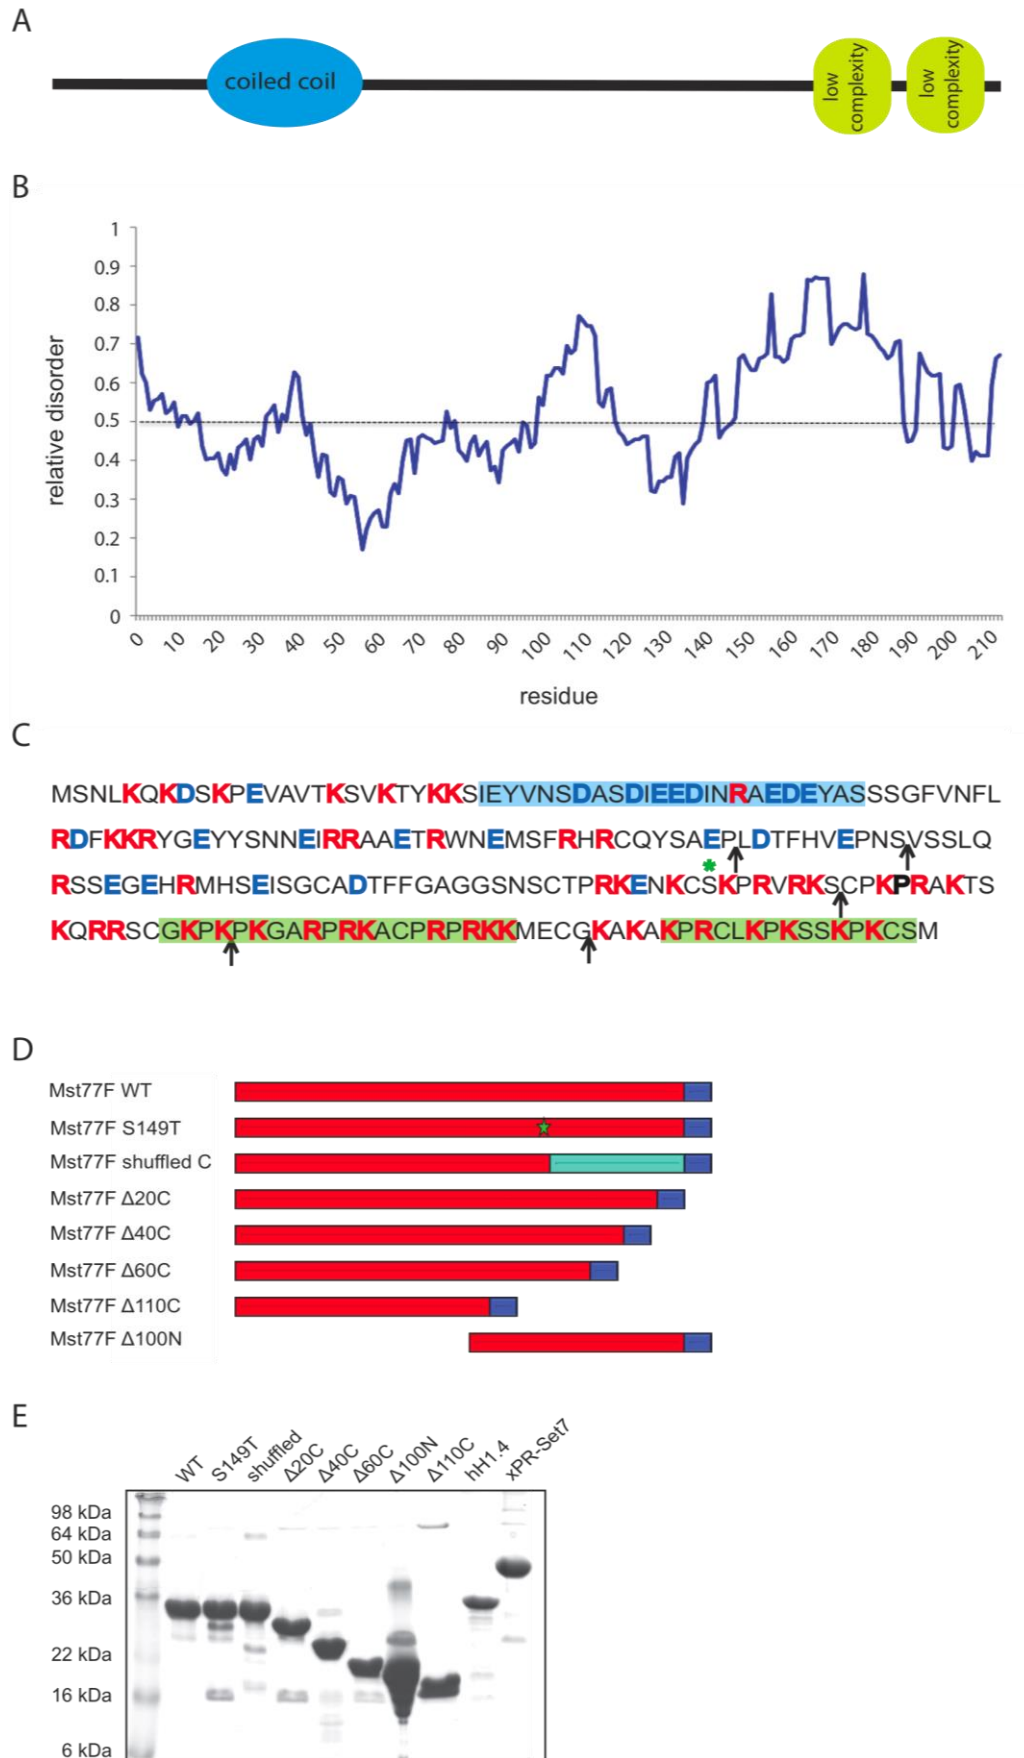 A
coiled coil
low complexity
low complexity
B
1
0.9
0.8
0.7
0.6
0.5
0.4
0.3
0.2
0.1
0
relative disorder
0 10 20 30 40 50 60 70 80 90 100 110 120 130 140 150 160 170 180 190 200 210
residue
C
MSNLKQKDSKPEVAVTKSVKTYKKSIEYVNSDASDIEEDINRAEDEYASSSGFVNFL
RDFKKRYGEYYSNNEIRRAAETRWNEMSFRHRCQYSAEPLDTFHVEPNSVSSLQ
*
RSSEGEHRMHSEISGCADTFFGAGGSNSCTPRKENKCSKPRVRKSCPKPRAKTS
KQRRSCGKPKPKGARPRKACPRPRKKMECGKAKAKPRCLKPKSSKPKCSM
D
Mst77F WT
Mst77F S149T
Mst77F shuffled C
Mst77F Δ20C
Mst77F Δ40C
Mst77F Δ60C
Mst77F Δ110C
Mst77F Δ100N
E
WT S149T shuffled Δ20C Δ40C Δ60C Δ100N Δ110C hH1.4 xPR-Set7
98 kDa
64 kDa
50 kDa
36 kDa
22 kDa
16 kDa
6 kDa